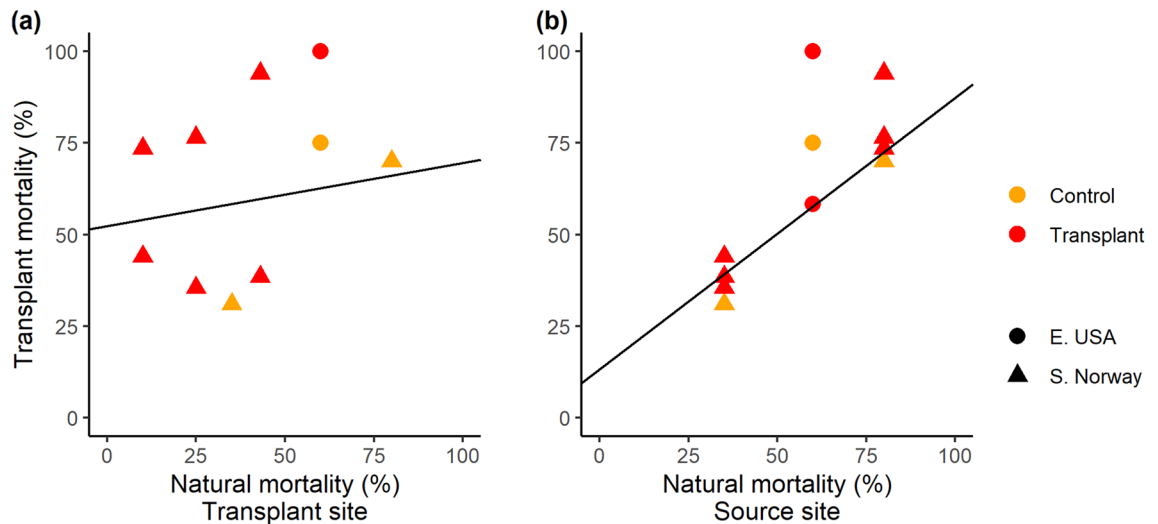 (a)
(b)
Transplant mortality (%)
100
75
50
25
0
0 25 50 75 100
Natural mortality (%)
Transplant site
100
75
50
25
0
0 25 50 75 100
Natural mortality (%)
Source site
Control
Transplant
E. USA
S. Norway